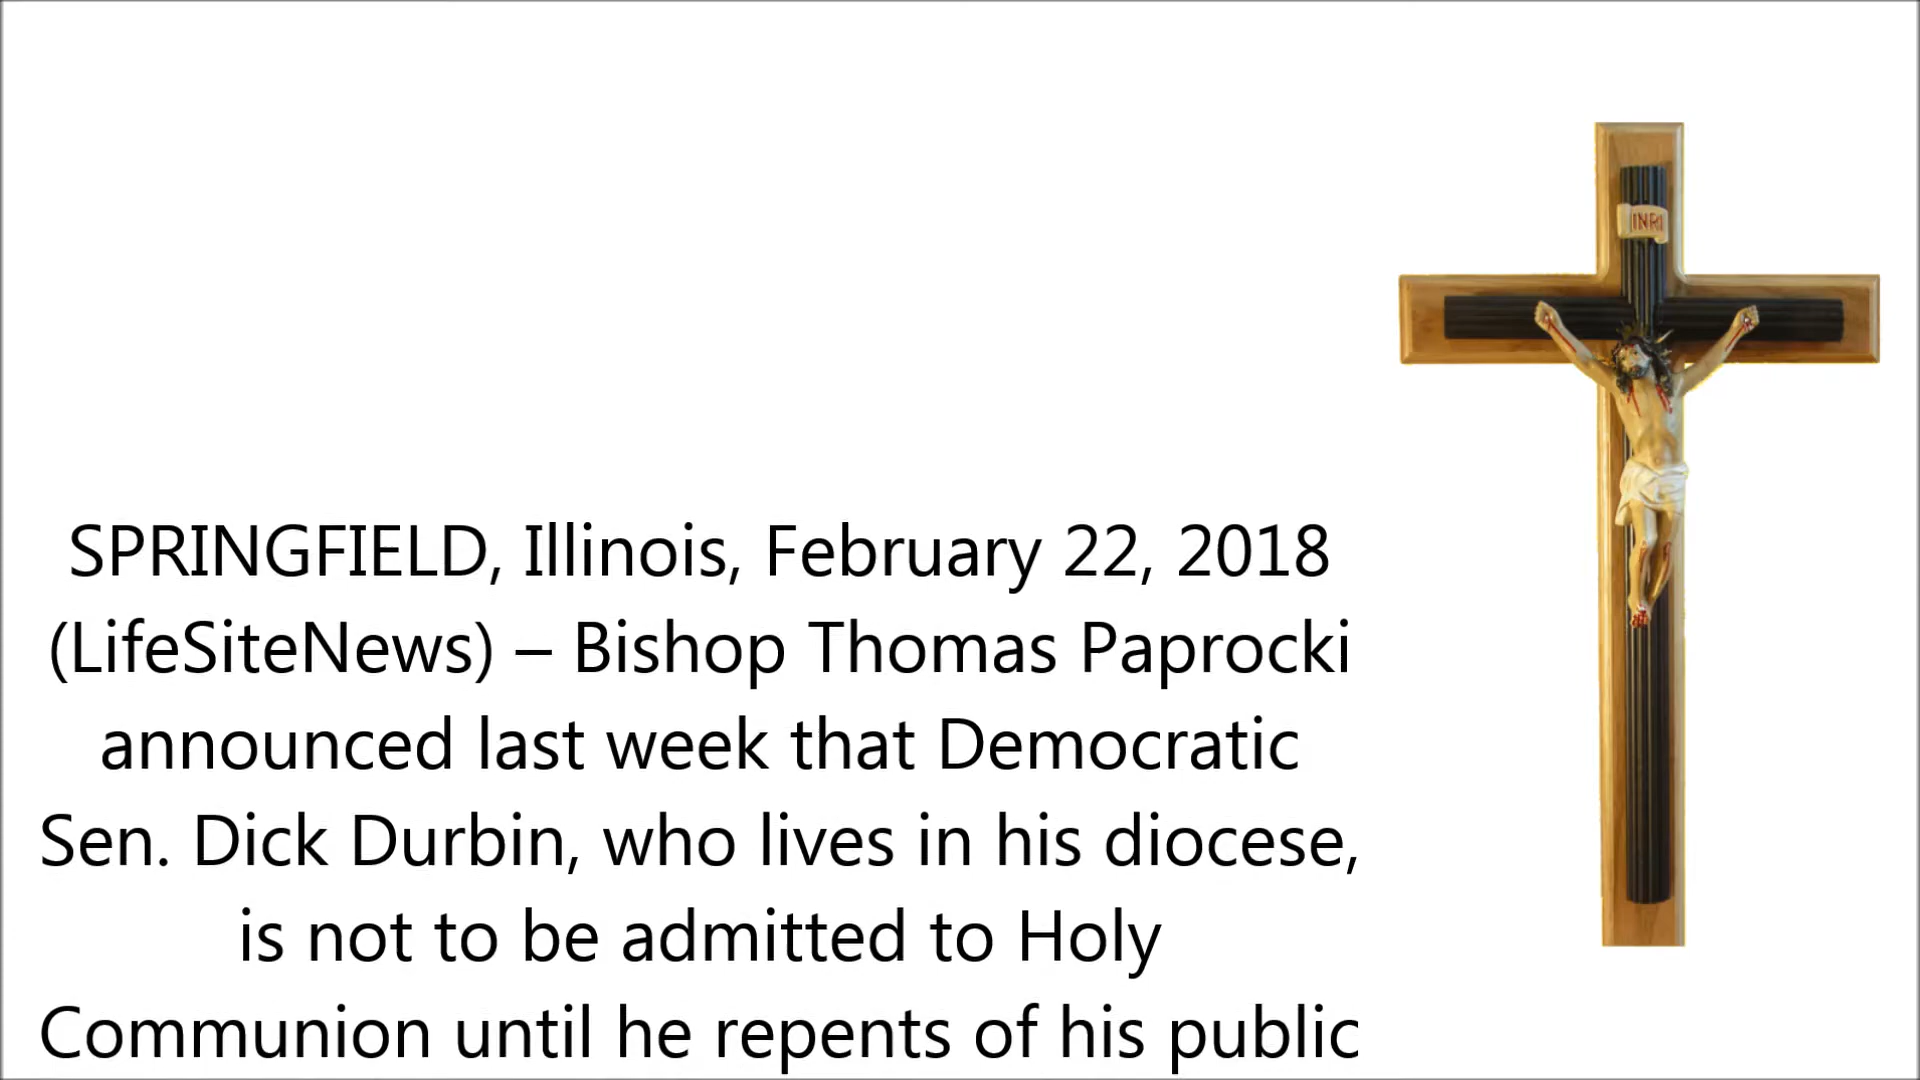 INRI
SPRINGFIELD, Illinois, February 22, 2018
(LifeSiteNews) – Bishop Thomas Paprocki
announced last week that Democratic
Sen. Dick Durbin, who lives in his diocese,
is not to be admitted to Holy
Communion until he repents of his public